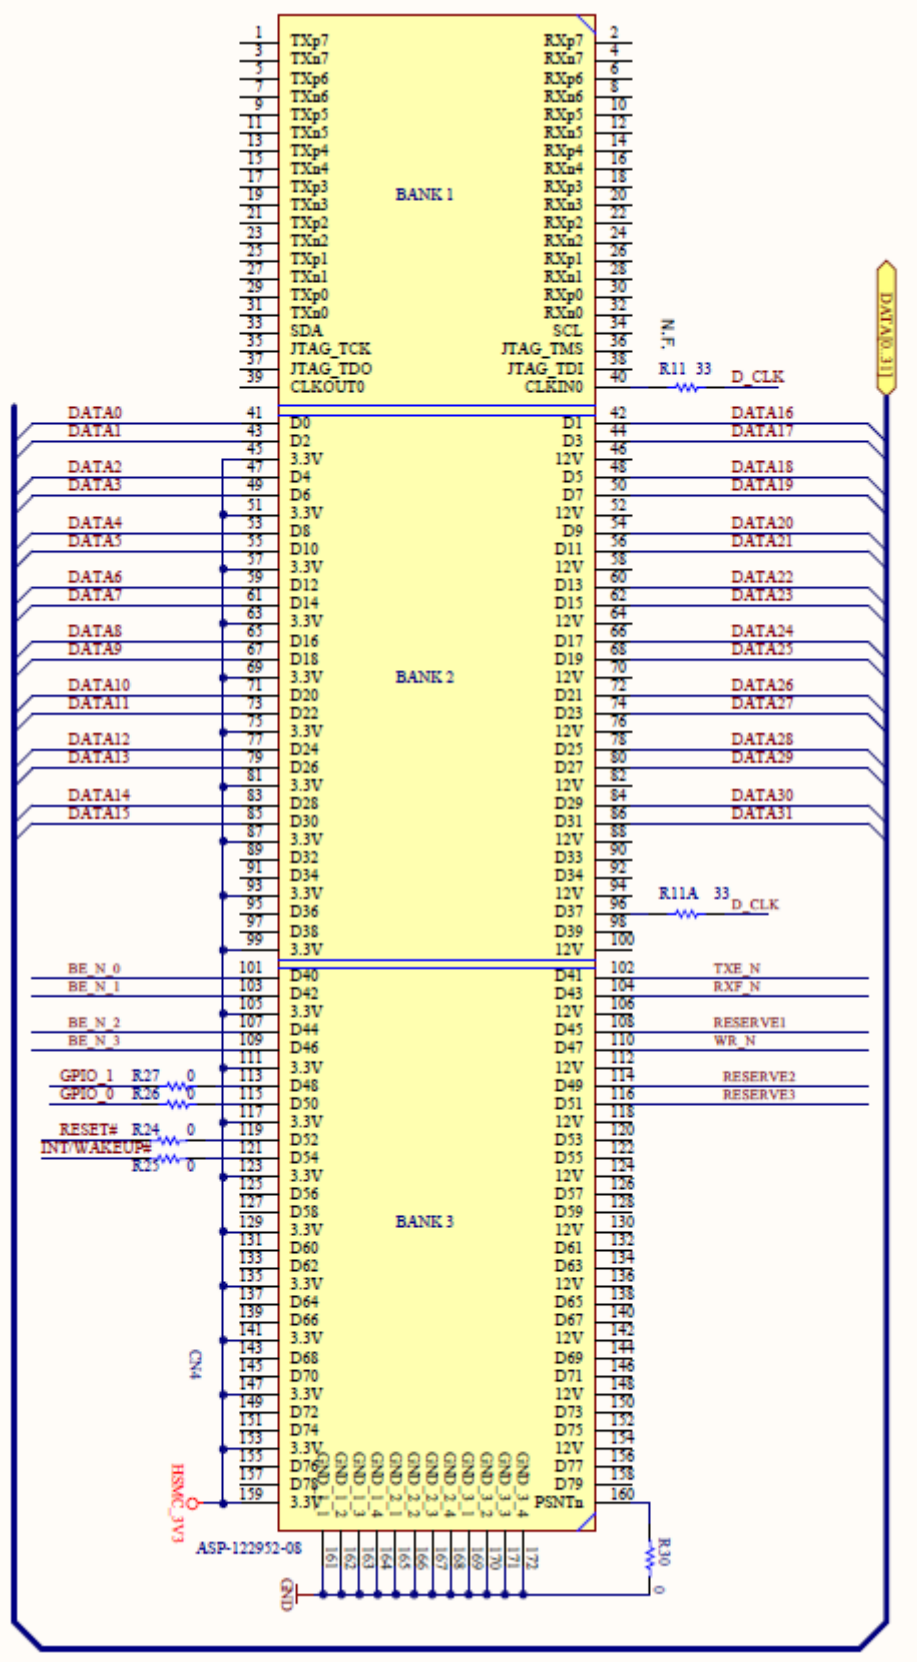 1 TXp7 RXp7 2
3 TXn7 RXn7 4
5 TXp6 RXp6 6
7 TXn6 RXn6 8
9 TXp5 RXp5 10
11 TXn5 RXn5 12
13 TXp4 RXp4 14
15 TXn4 RXn4 16
17 TXp3 RXp3 18
BANK 1
19 TXn3 RXn3 20
21 TXp2 RXp2 22
23 TXn2 RXn2 24
25 TXp1 RXp1 26
27 TXn1 RXn1 28
29 TXp0 RXp0 30
31 TXn0 RXn0 32
33 SDA SCL 34
35 JTAG_TCK JTAG_TMS 36
37 JTAG_TDO JTAG_TDI 38
39 CLKOUT0 CLKIN0 40 R11 33 D_CLK
N.F.
DATA[0..31]
DATA0 41 D0 D1 42 DATA16
DATA1 43 D2 D3 44 DATA17
45 3.3V 12V 46
DATA2 47 D4 D5 48 DATA18
DATA3 49 D6 D7 50 DATA19
51 3.3V 12V 52
DATA4 53 D8 D9 54 DATA20
DATA5 55 D10 D11 56 DATA21
57 3.3V 12V 58
DATA6 59 D12 D13 60 DATA22
DATA7 61 D14 D15 62 DATA23
63 3.3V 12V 64
DATA8 65 D16 D17 66 DATA24
DATA9 67 D18 D19 68 DATA25
69 3.3V BANK 2 12V 70
DATA10 71 D20 D21 72 DATA26
DATA11 73 D22 D23 74 DATA27
75 3.3V 12V 76
DATA12 77 D24 D25 78 DATA28
DATA13 79 D26 D27 80 DATA29
81 3.3V 12V 82
DATA14 83 D28 D29 84 DATA30
DATA15 85 D30 D31 86 DATA31
87 3.3V 12V 88
89 D32 D33 90
91 D34 D34 92
93 3.3V 12V 94
95 D36 D37 96 R11A 33 D_CLK
97 D38 D39 98
99 3.3V 12V 100
BE_N_0 101 D40 D41 102 TXE_N
BE_N_1 103 D42 D43 104 RXF_N
105 3.3V 12V 106
BE_N_2 107 D44 D45 108 RESERVE1
BE_N_3 109 D46 D47 110 WR_N
111 3.3V 12V 112
GPIO_1 R27 0 113 D48 D49 114 RESERVE2
GPIO_0 R26 0 115 D50 D51 116 RESERVE3
117 3.3V 12V 118
RESET# R24 0 119 D52 D53 120
INT/WAKEUP# R25 0 121 D54 D55 122
123 3.3V 12V 124
125 D56 D57 126
127 D58 D59 128
129 3.3V BANK 3 12V 130
131 D60 D61 132
133 D62 D63 134
135 3.3V 12V 136
137 D64 D65 138
139 D66 D67 140
141 3.3V 12V 142
143 D68 D69 144
145 D70 D71 146
147 3.3V 12V 148
149 D72 D73 150
151 D74 D75 152
153 3.3V 12V 154
155 D76 D77 156
157 D78 D79 158
159 3.3V PSNTn 160
CN4
HSMC_3V3
GND_1_1 GND_1_2 GND_1_3 GND_1_4 GND_2_1 GND_2_2 GND_2_3 GND_2_4 GND_3_1 GND_3_2 GND_3_3 GND_3_4
ASP-122952-08
161 162 163 164 165 166 167 168 169 170 171 172
R30 0
GND